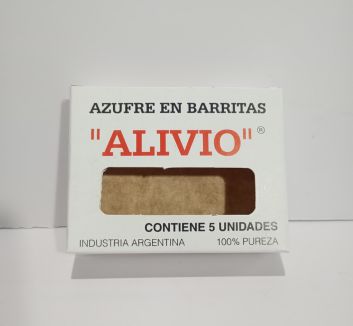 AZUFRE EN BARRITAS
"ALIVIO"®
CONTIENE 5 UNIDADES
INDUSTRIA ARGENTINA 100% PUREZA